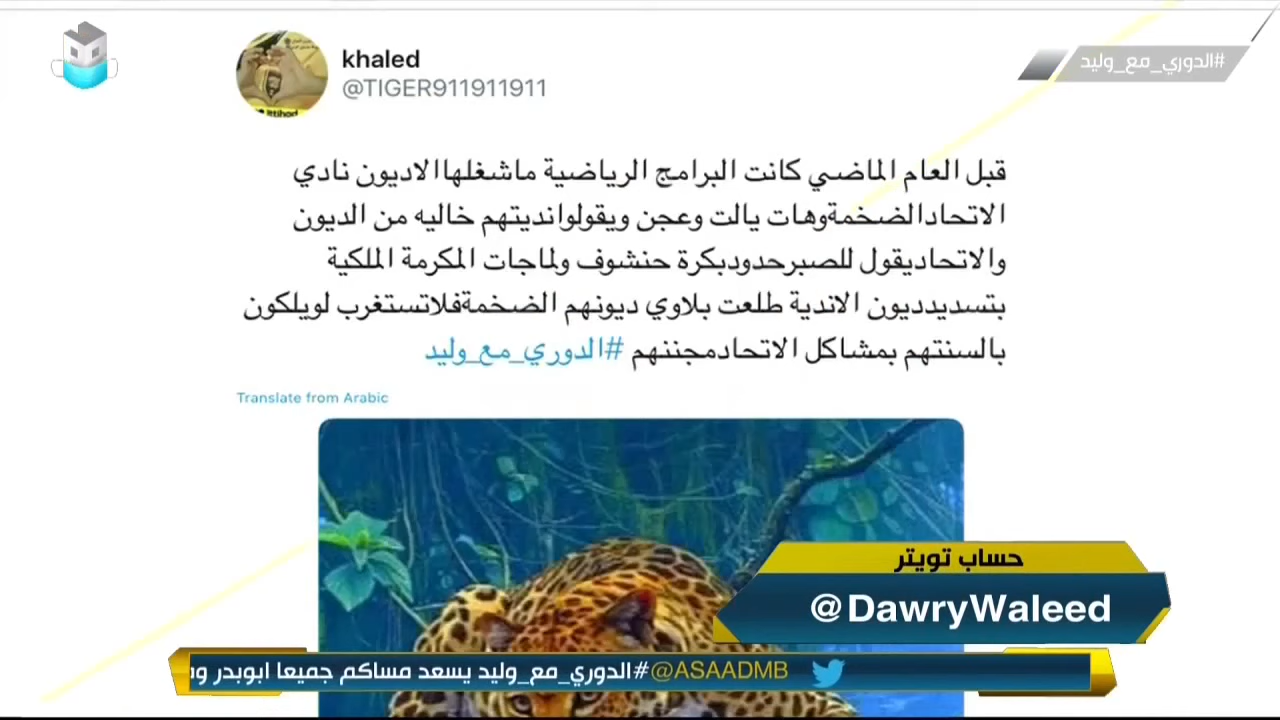 #الدوري_مع_وليد
khaled
@TIGER911911911
قبل العام الماضي كانت البرامج الرياضية ماشغلهاالاديون نادي
الاتحادالضخمةوهات يالت وعجن ويقولوانديتهم خاليه من الديون
والاتحاديقول للصبرحدودبكرة حنشوف ولماجات المكرمة الملكية
بتسديدديون الاندية طلعت بلاوي ديونهم الضخمةفلاتستغرب لويلكون
بالسنتهم بمشاكل الاتحادمجننهم #الدوري_مع_وليد
Translate from Arabic
حساب تويتر
@DawryWaleed
@ASAADMB #الدوري_مع_وليد يسعد مساكم جميعا ابوبدر